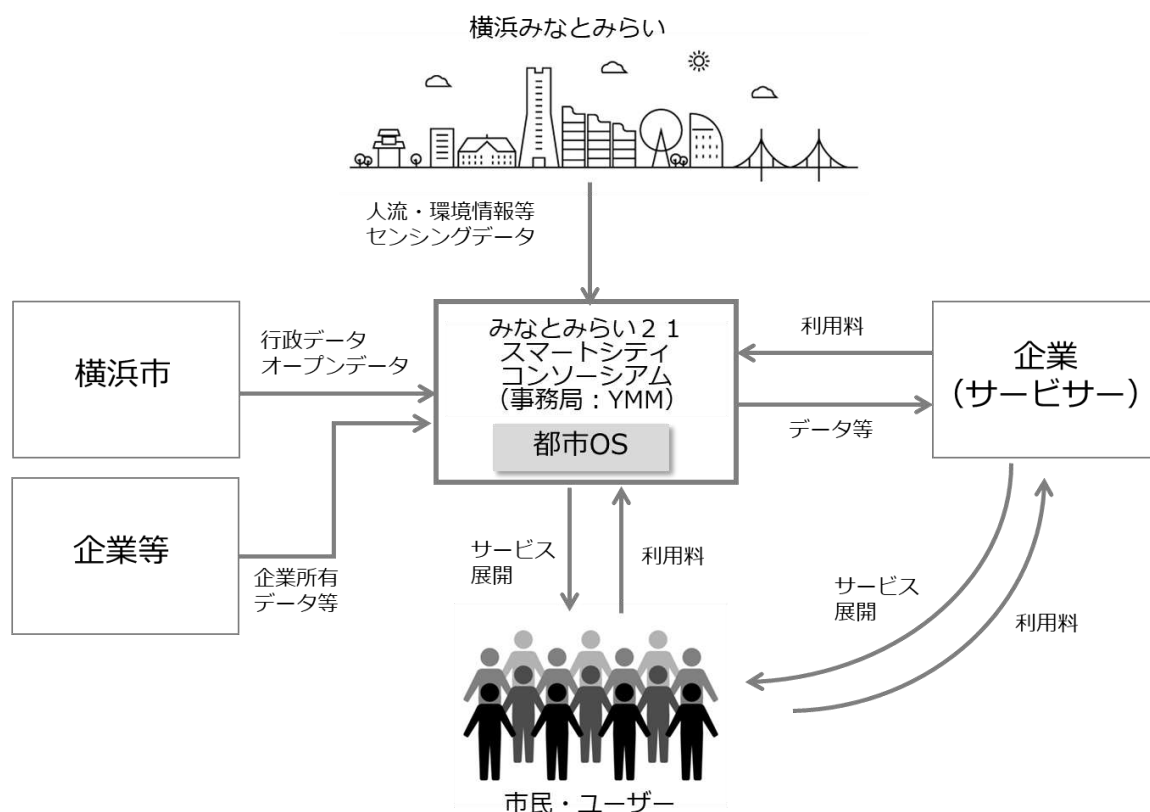 横浜みなとみらい
人流・環境情報等
センシングデータ
横浜市
行政データ
オープンデータ
みなとみらい２１
スマートシティ
コンソーシアム
（事務局：YMM）
都市OS
利用料
データ等
企業
（サービサー）
企業等
企業所有
データ等
サービス
展開
利用料
サービス
展開
利用料
市民・ユーザー